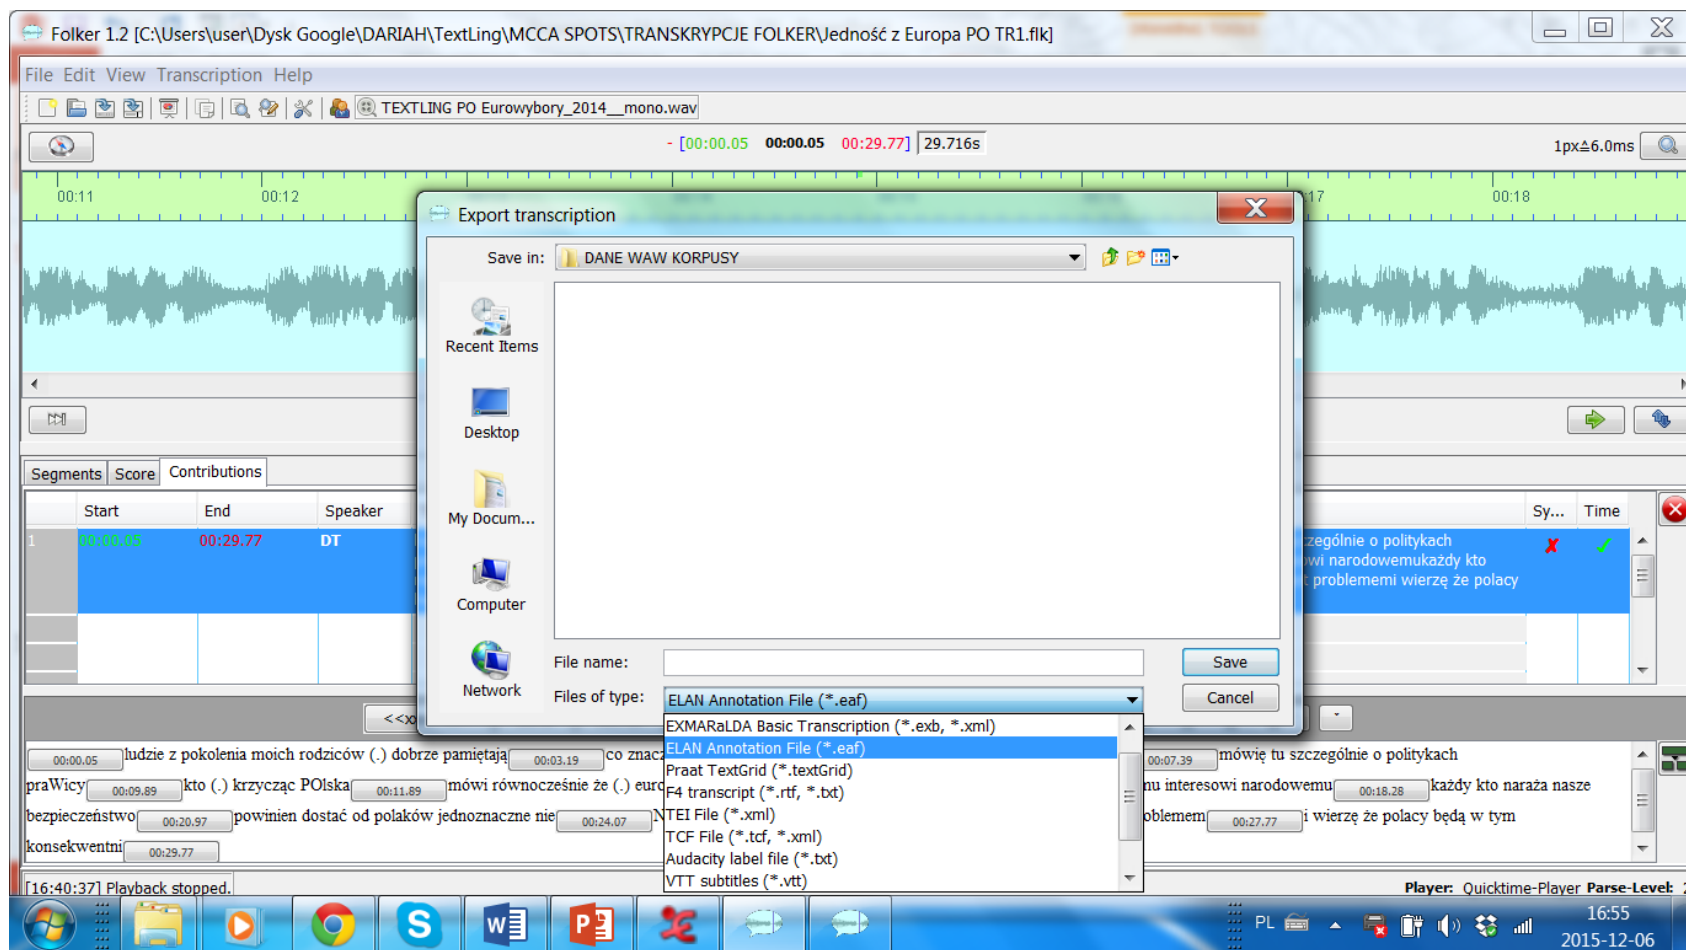 Folker 1.2 [C:\Users\user\Dysk Google\DARIAH\TextLing\MCCA SPOTS\TRANSKRYPCJE FOLKER\Jedność z Europa PO TR1.flk]
File Edit View Transcription Help
TEXTLING PO Eurowybory_2014__mono.wav
- [00:00.05 00:00.05 00:29.77] 29.716s
1px≙6.0ms
00:11 00:12 :17 00:18
Export transcription
Save in: DANE WAW KORPUSY
Recent Items
Desktop
My Docum...
Computer
Network
File name:
Save
Files of type: ELAN Annotation File (*.eaf)
Cancel
EXMARaLDA Basic Transcription (*.exb, *.xml)
ELAN Annotation File (*.eaf)
Praat TextGrid (*.textGrid)
F4 transcript (*.rtf, *.txt)
TEI File (*.xml)
TCF File (*.tcf, *.xml)
Audacity label file (*.txt)
VTT subtitles (*.vtt)
Segments Score Contributions
Start End Speaker Sy... Time
1 00:00.05 00:29.77 DT zególnie o politykach
wi narodowemukażdy kto
t problememi wierzę że polacy
<<xo
00:00.05 ludzie z pokolenia moich rodziców (.) dobrze pamiętają 00:03.19 co znac 00:07.39 mówię tu szczególnie o politykach
praWicy 00:09.89 kto (.) krzycząc POlska 00:11.89 mówi równocześnie że (.) euro nu interesowi narodowemu 00:18.28 każdy kto naraża nasze
bezpieczeństwo 00:20.97 powinien dostać od polaków jednoznaczne nie 00:24.07 N oblemem 00:27.77 i wierzę że polacy będą w tym
konsekwentni 00:29.77
[16:40:37] Playback stopped.
Player: Quicktime-Player Parse-Level: 2
PL
16:55
2015-12-06